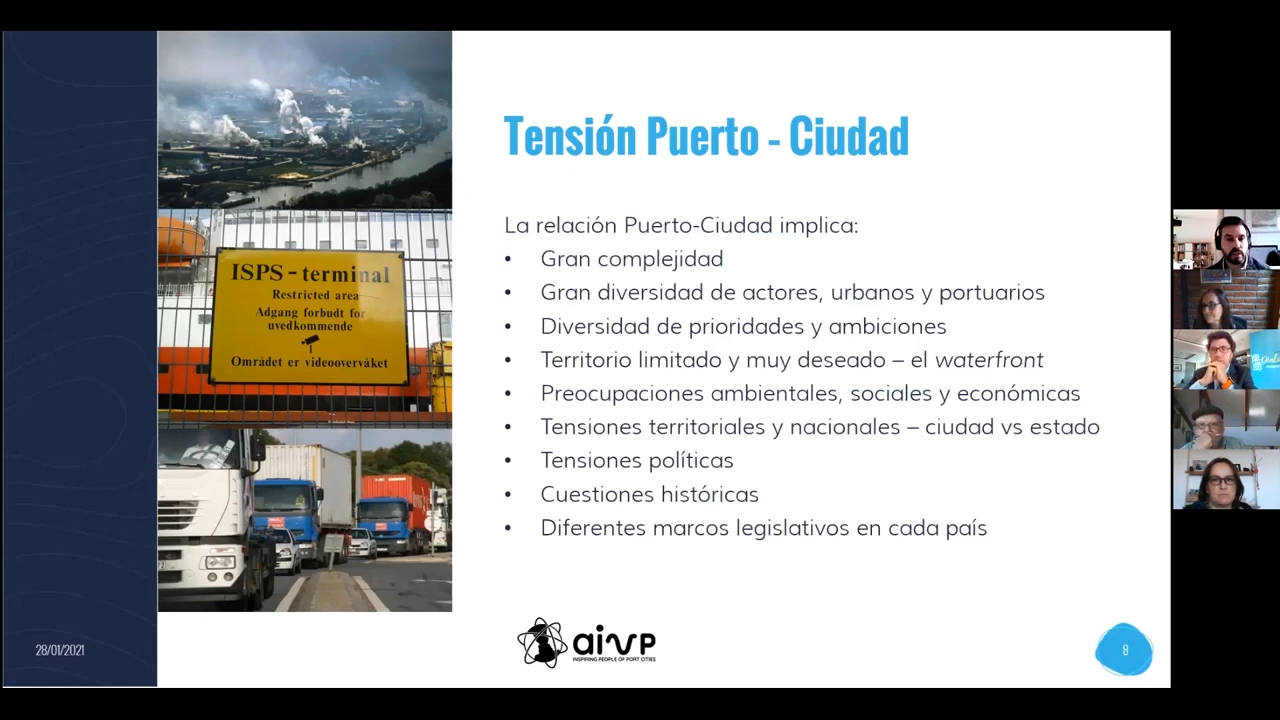 Tensión Puerto - Ciudad
La relación Puerto-Ciudad implica:
• Gran complejidad
• Gran diversidad de actores, urbanos y portuarios
• Diversidad de prioridades y ambiciones
• Territorio limitado y muy deseado – el waterfront
• Preocupaciones ambientales, sociales y económicas
• Tensiones territoriales y nacionales – ciudad vs estado
• Tensiones políticas
• Cuestiones históricas
• Diferentes marcos legislativos en cada país
ISPS-terminal
Restricted area
Adgang forbudt for
uvedkommende
Området er videoovervåket
28/01/2021
aivp
INSPIRING PEOPLE OF PORT CITIES
8